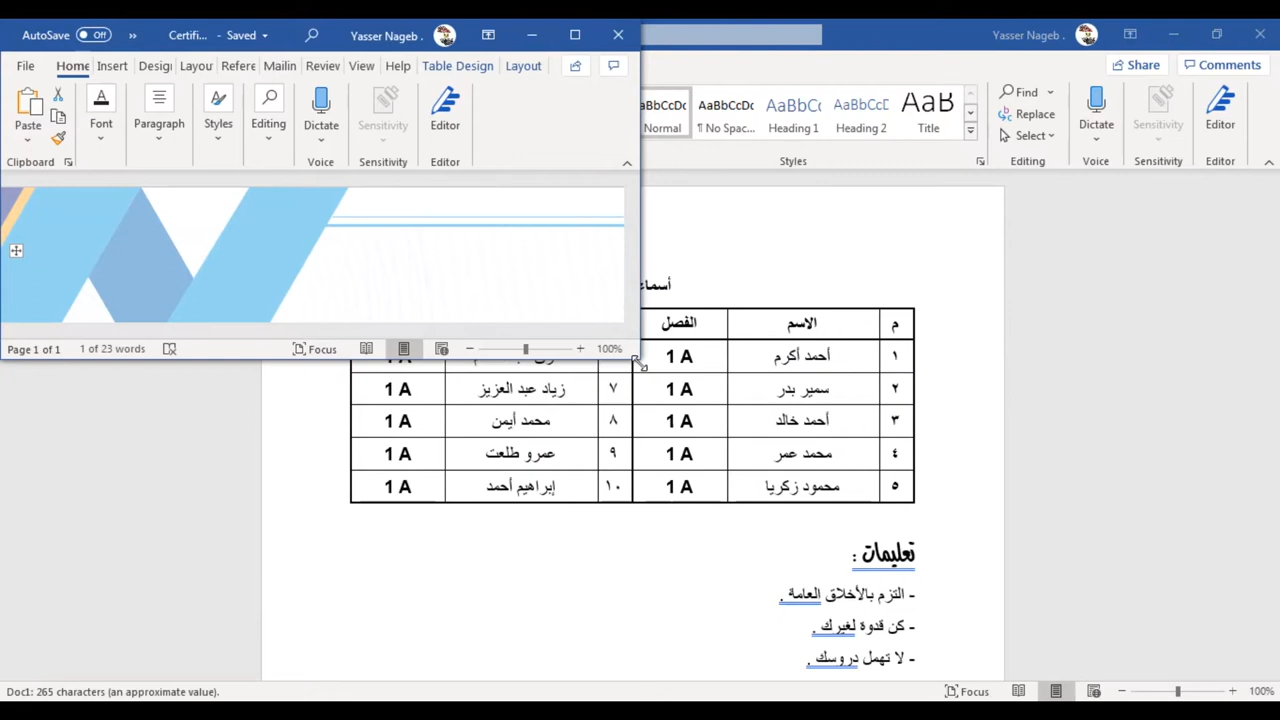 AutoSave Off Certifi... - Saved Yasser Nageb .
File Home Insert Desig Layou Refere Mailin Review View Help Table Design Layout
Paste Font Paragraph Styles Editing Dictate Sensitivity Editor
Clipboard Voice Sensitivity Editor
Page 1 of 1 1 of 23 words Focus 100%
Yasser Nageb .
Share Comments
AaBbCcDc AaBbCcDc AaBbCc AaBbCcD AaB
Normal ¶ No Spac... Heading 1 Heading 2 Title
Find
Replace
Select
Dictate Sensitivity Editor
Styles Editing Voice Sensitivity Editor
أسما
م الاسم الفصل
١ أحمد أكرم 1 A
٢ سمير بدر 1 A ٧ زياد عبد العزيز 1 A
٣ أحمد خالد 1 A ٨ محمد أيمن 1 A
٤ محمد عمر 1 A ٩ عمرو طلعت 1 A
٥ محمود زكريا 1 A ١٠ إبراهيم أحمد 1 A
تعليمات :
- التزم بالأخلاق العامة .
- كن قدوة لغيرك .
- لا تهمل دروسك .
Doc1: 265 characters (an approximate value). Focus 100%